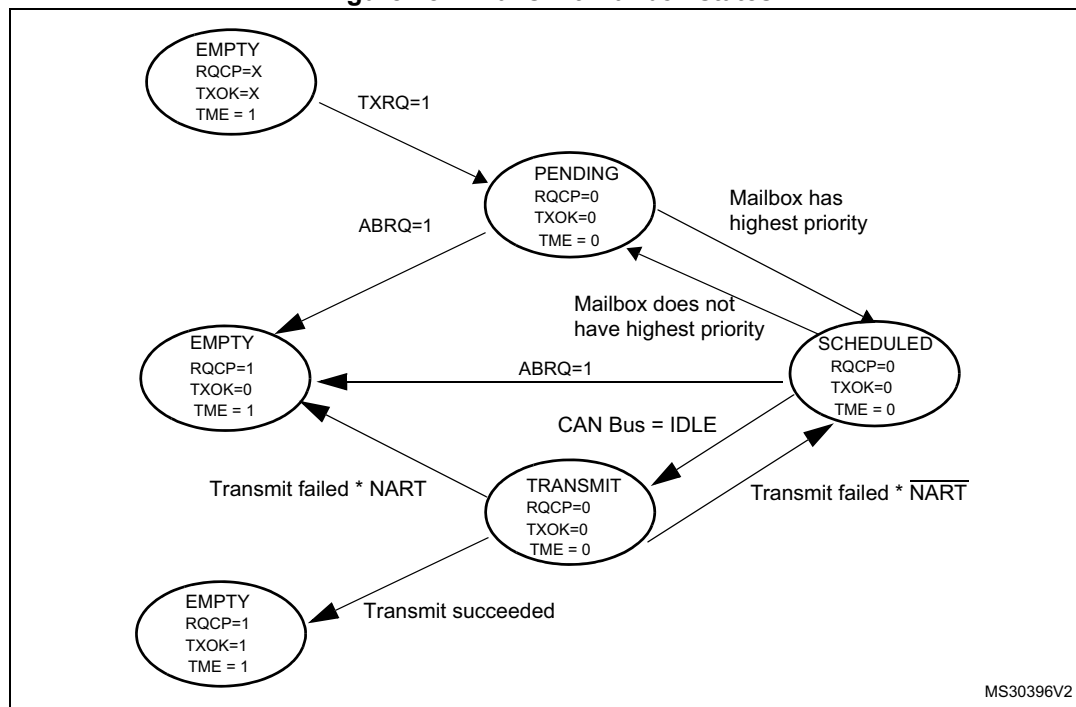 EMPTY
RQCP=X
TXOK=X
TME = 1
TXRQ=1
PENDING
RQCP=0
TXOK=0
TME = 0
Mailbox has
highest priority
ABRQ=1
Mailbox does not
have highest priority
EMPTY
RQCP=1
TXOK=0
TME = 1
ABRQ=1
SCHEDULED
RQCP=0
TXOK=0
TME = 0
CAN Bus = IDLE
Transmit failed * NART
TRANSMIT
RQCP=0
TXOK=0
TME = 0
Transmit failed * N̅A̅R̅T̅
EMPTY
RQCP=1
TXOK=1
TME = 1
Transmit succeeded
MS30396V2